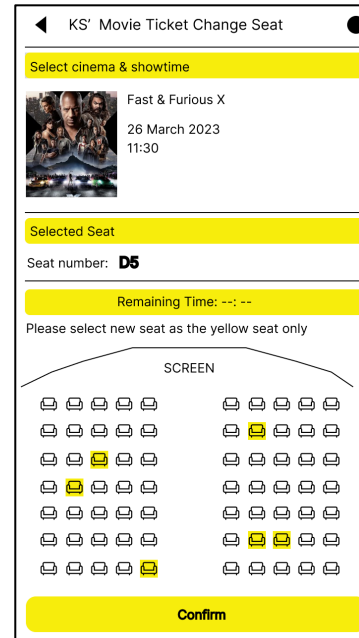 KS' Movie Ticket Change Seat
Select cinema & showtime
Fast & Furious X
26 March 2023
11:30
Selected Seat
Seat number: D5
Remaining Time: --: --
Please select new seat as the yellow seat only
SCREEN
Confirm